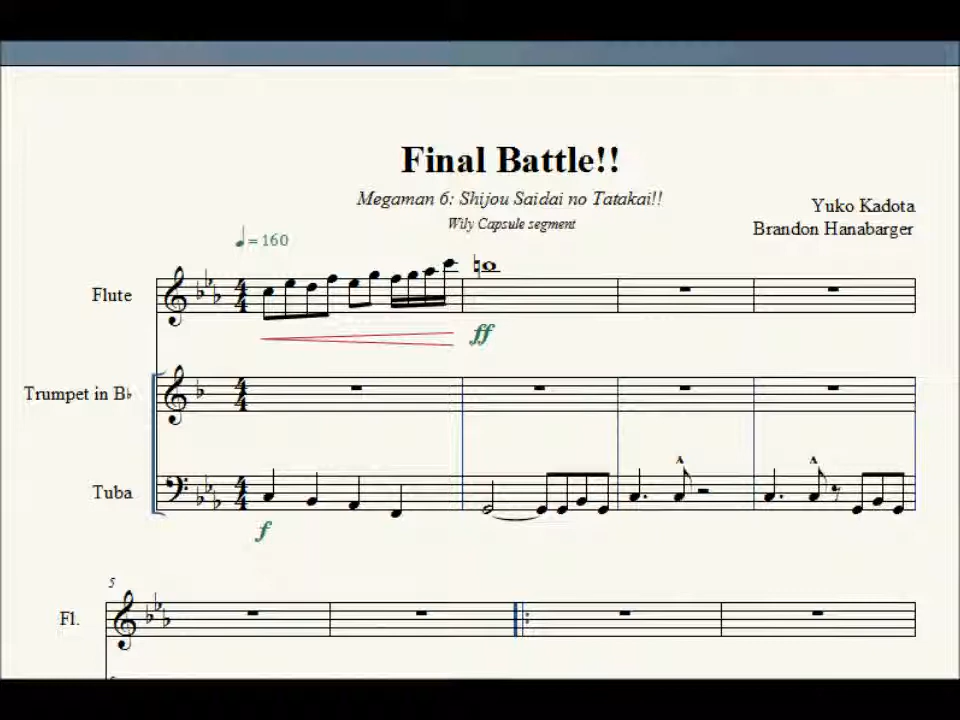 Final Battle!!
Megaman 6: Shijou Saidai no Tatakai!!
Wily Capsule segment
Yuko Kadota
Brandon Hanabarger
♩= 160
Flute
ff
Trumpet in B♭
Tuba
f
5
Fl.